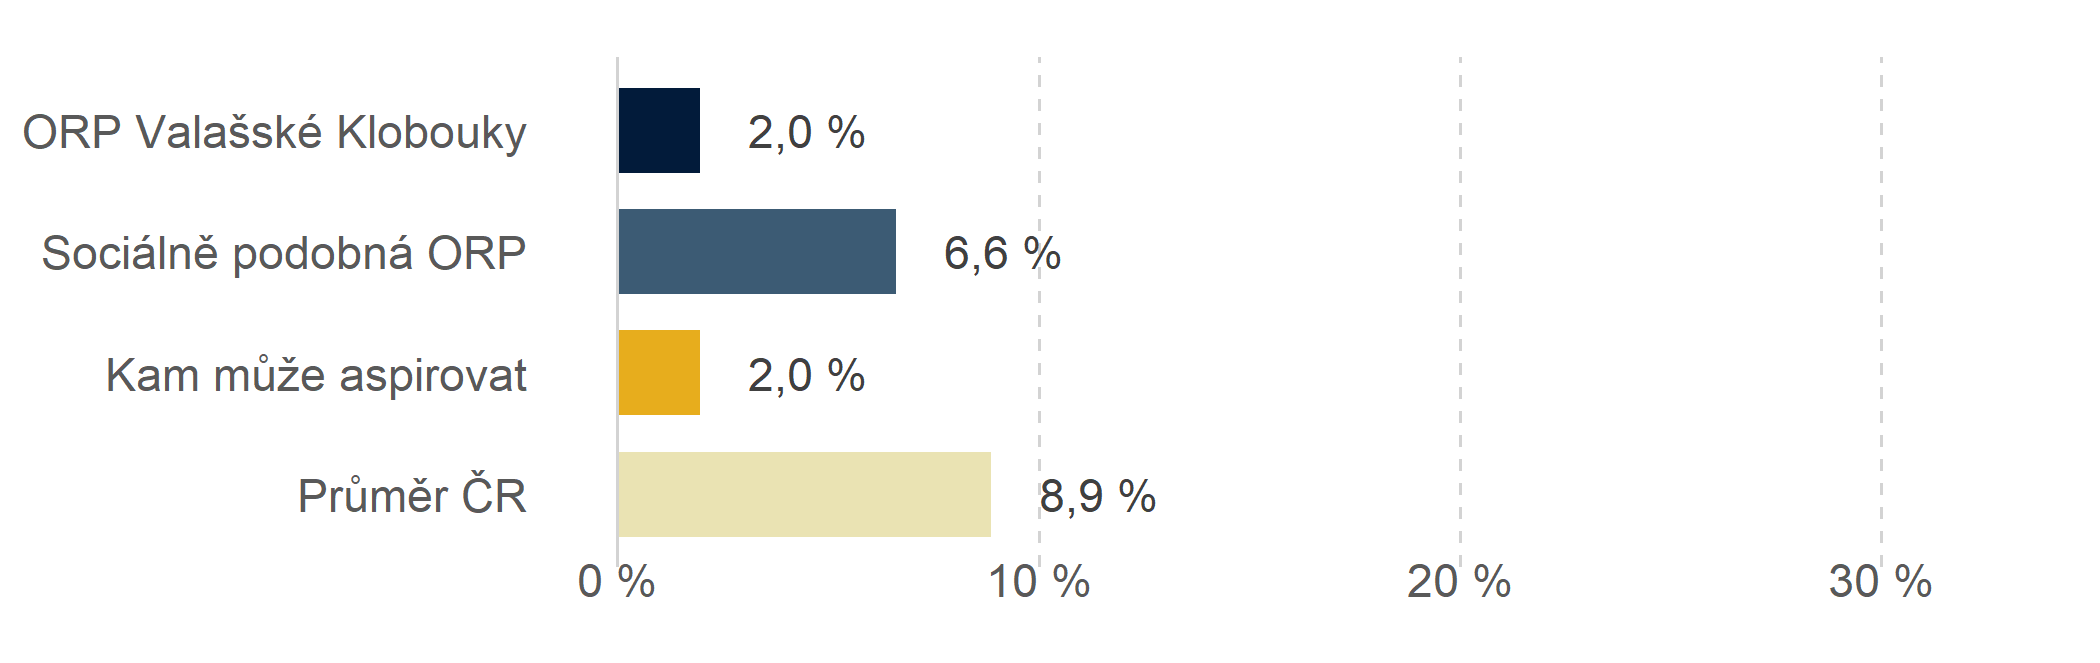 ORP Valašské Klobouky 2,0 %
Sociálně podobná ORP 6,6 %
Kam může aspirovat 2,0 %
Průměr ČR 8,9 %
0 % 10 % 20 % 30 %